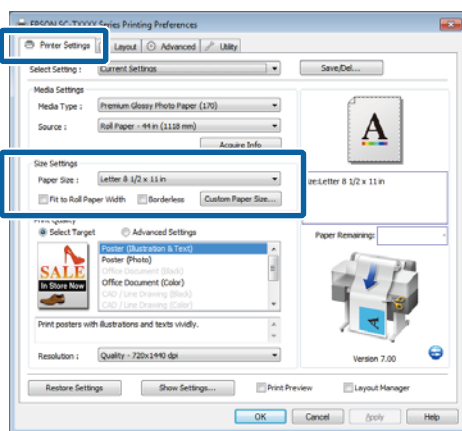 EPSON SC-TXXXX Series Printing Preferences
Printer Settings Layout Advanced Utility
Select Setting : Current Settings Save/Del...
Media Settings
Media Type : Premium Glossy Photo Paper (170)
Source : Roll Paper - 44 in (1118 mm)
Acquire Info
A
Size Settings
Paper Size : Letter 8 1/2 x 11 in
ize:Letter 8 1/2 x 11 in
Fit to Roll Paper Width Borderless Custom Paper Size...
Print Quality
Select Target Advanced Settings
Paper Remaining: -
SALE
In Store Now
Poster (Illustration & Text)
Poster (Photo)
Office Document (Black)
Office Document (Color)
CAD / Line Drawing (Black)
CAD / Line Drawing (Color)
Print posters with illustrations and texts vividly.
Resolution : Quality - 720x1440 dpi
Version 7.00
Restore Settings Show Settings... Print Preview Layout Manager
OK Cancel Apply Help